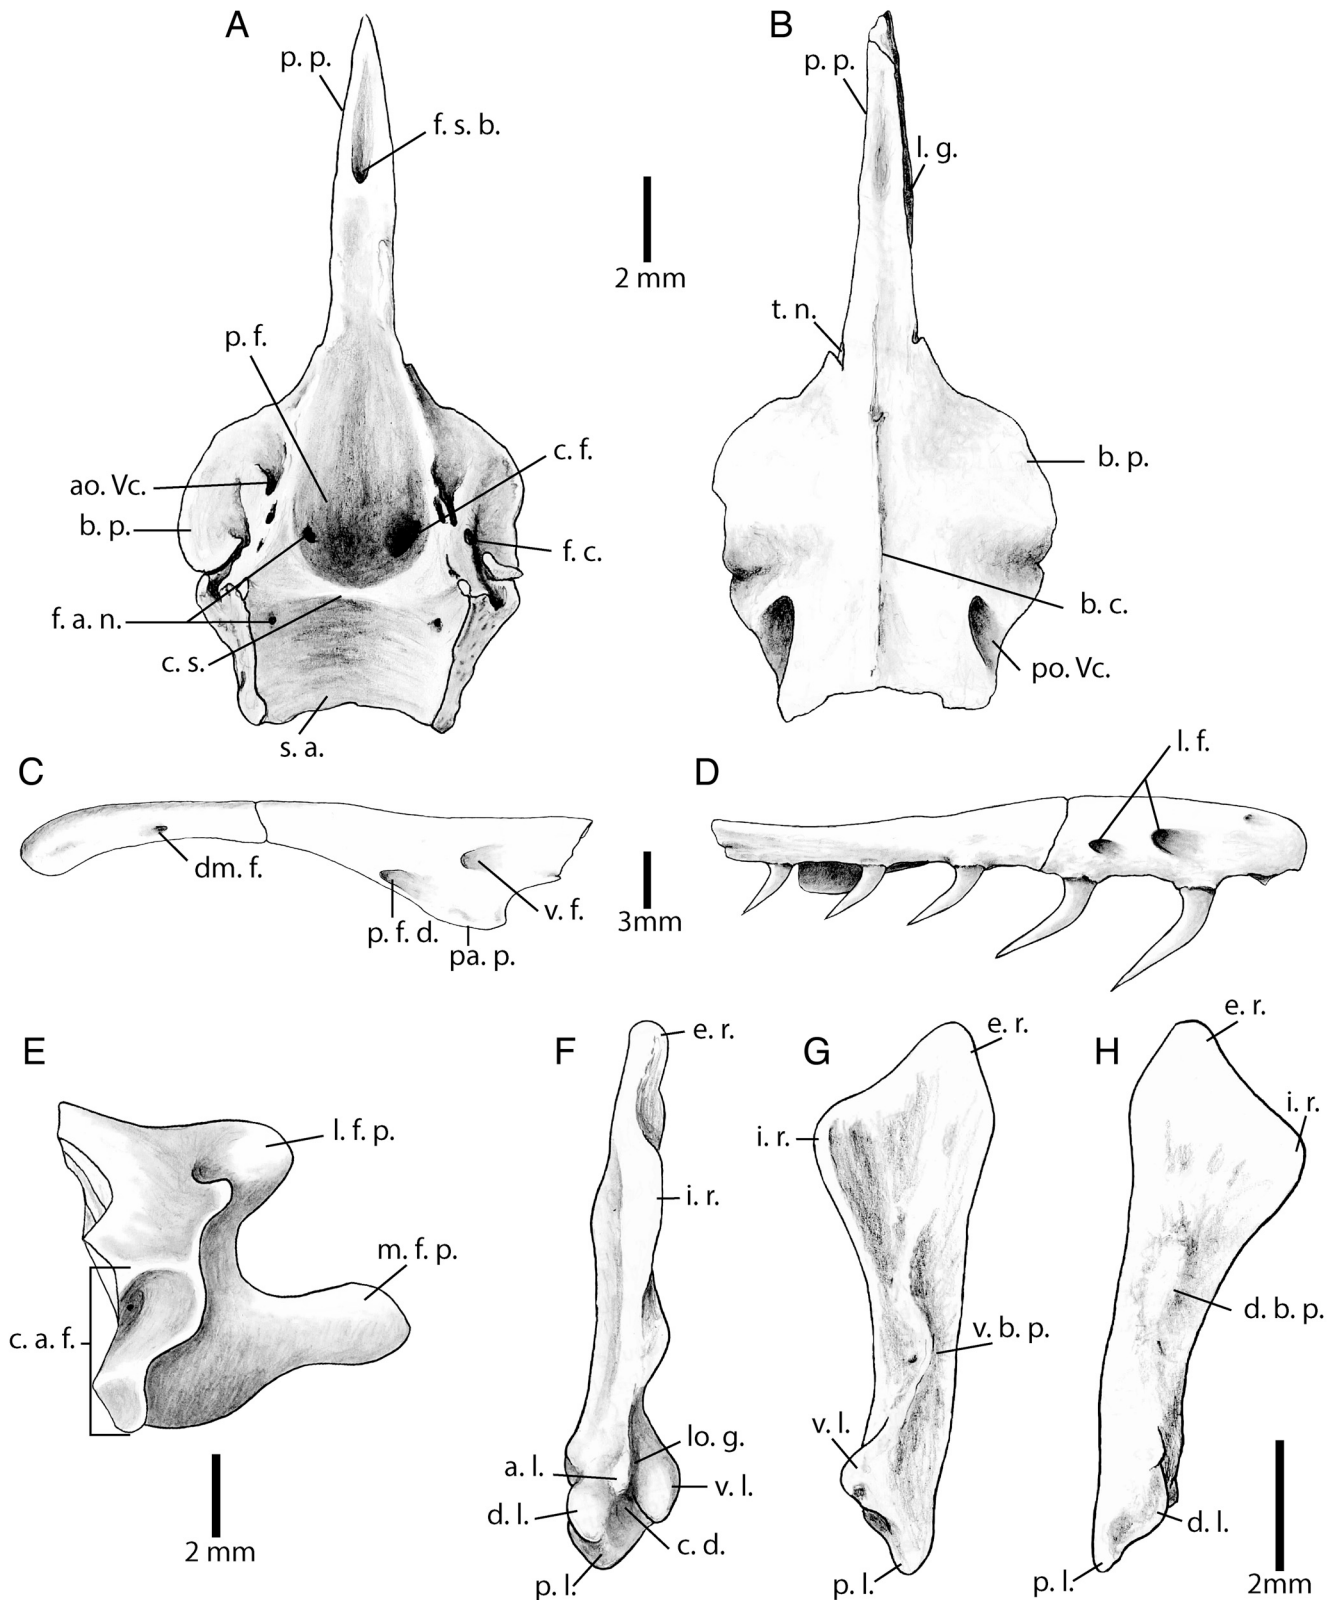 A
p. p.
f. s. b.
p. f.
c. f.
ao. Vc.
b. p.
f. c.
f. a. n.
c. s.
s. a.
2 mm
B
p. p.
l. g.
t. n.
b. p.
b. c.
po. Vc.
C
dm. f.
p. f. d.
v. f.
pa. p.
3mm
D
l. f.
E
l. f. p.
m. f. p.
c. a. f.
2 mm
F
e. r.
i. r.
lo. g.
a. l.
v. l.
d. l.
c. d.
p. l.
G
e. r.
i. r.
v. b. p.
v. l.
p. l.
H
e. r.
i. r.
d. b. p.
d. l.
p. l.
2mm